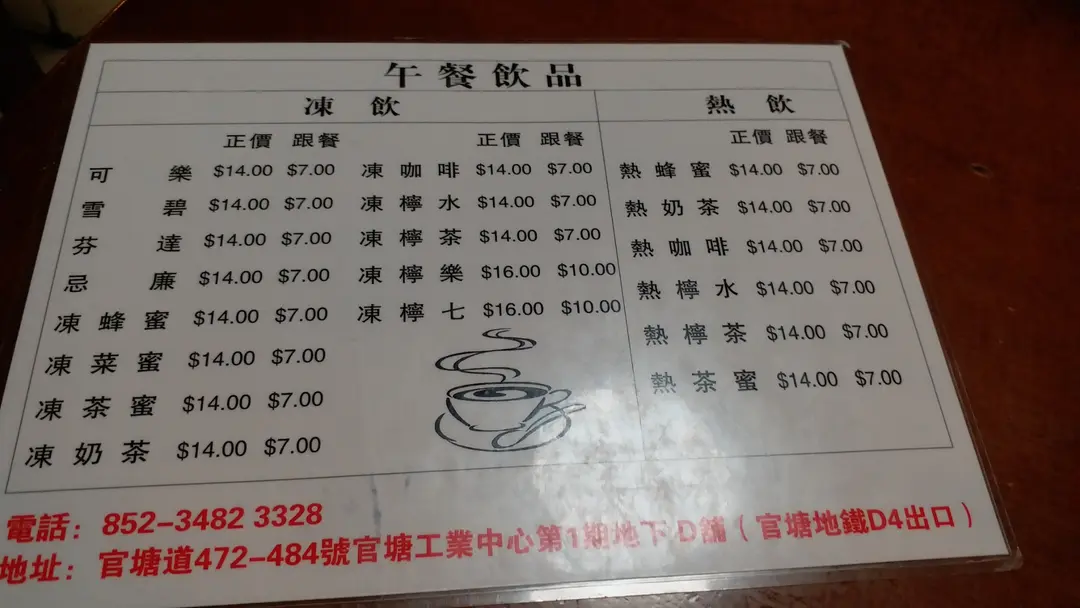 午餐飲品
凍飲
正價 跟餐
可樂 $14.00 $7.00
雪碧 $14.00 $7.00
芬達 $14.00 $7.00
忌廉 $14.00 $7.00
凍蜂蜜 $14.00 $7.00
凍菜蜜 $14.00 $7.00
凍茶蜜 $14.00 $7.00
凍奶茶 $14.00 $7.00
正價 跟餐
凍咖啡 $14.00 $7.00
凍檸水 $14.00 $7.00
凍檸茶 $14.00 $7.00
凍檸樂 $16.00 $10.00
凍檸七 $16.00 $10.00
熱飲
正價 跟餐
熱蜂蜜 $14.00 $7.00
熱奶茶 $14.00 $7.00
熱咖啡 $14.00 $7.00
熱檸水 $14.00 $7.00
熱檸茶 $14.00 $7.00
熱茶蜜 $14.00 $7.00
電話：852-3482 3328
地址：官塘道472-484號官塘工業中心第1期地下 D舖（官塘地鐵D4出口）